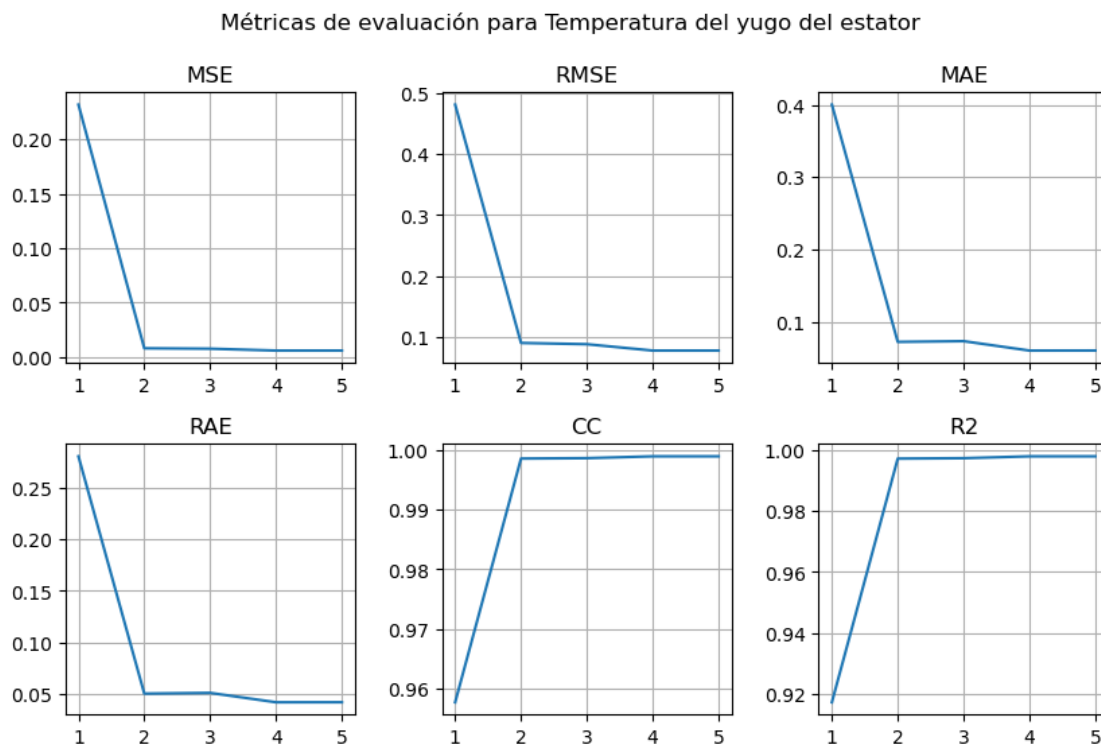 Métricas de evaluación para Temperatura del yugo del estator
MSE
0.20
0.15
0.10
0.05
0.00
1 2 3 4 5
RMSE
0.5
0.4
0.3
0.2
0.1
1 2 3 4 5
MAE
0.4
0.3
0.2
0.1
1 2 3 4 5
RAE
0.25
0.20
0.15
0.10
0.05
1 2 3 4 5
CC
1.00
0.99
0.98
0.97
0.96
1 2 3 4 5
R2
1.00
0.98
0.96
0.94
0.92
1 2 3 4 5